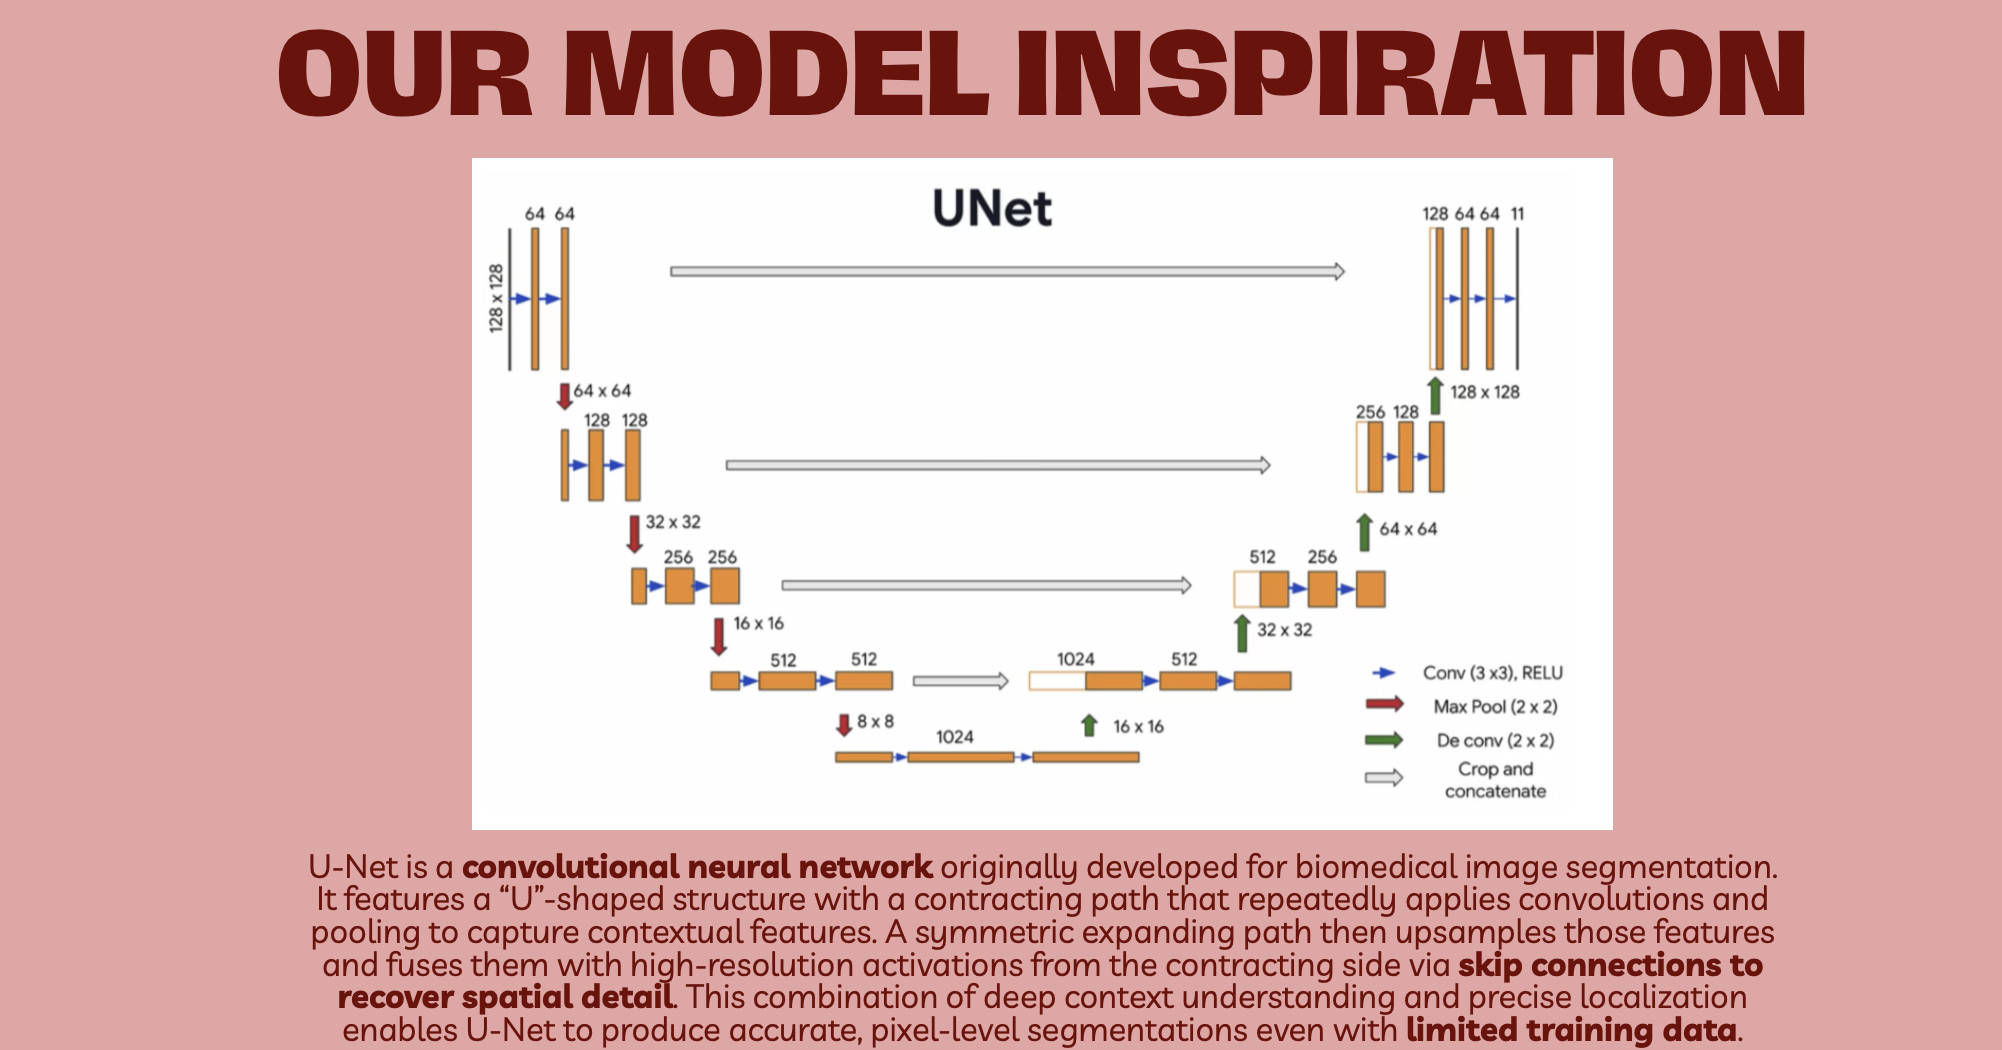 OUR MODEL INSPIRATION
UNet
64 64
128 64 64 11
128 x 128
64 x 64
128 x 128
128 128
256 128
32 x 32
64 x 64
256 256
512 256
16 x 16
32 x 32
512 512
1024 512
8 x 8
16 x 16
1024
Conv (3 x3), RELU
Max Pool (2 x 2)
De conv (2 x 2)
Crop and
concatenate
U-Net is a convolutional neural network originally developed for biomedical image segmentation.
It features a “U”-shaped structure with a contracting path that repeatedly applies convolutions and
pooling to capture contextual features. A symmetric expanding path then upsamples those features
and fuses them with high-resolution activations from the contracting side via skip connections to
recover spatial detail. This combination of deep context understanding and precise localization
enables U-Net to produce accurate, pixel-level segmentations even with limited training data.